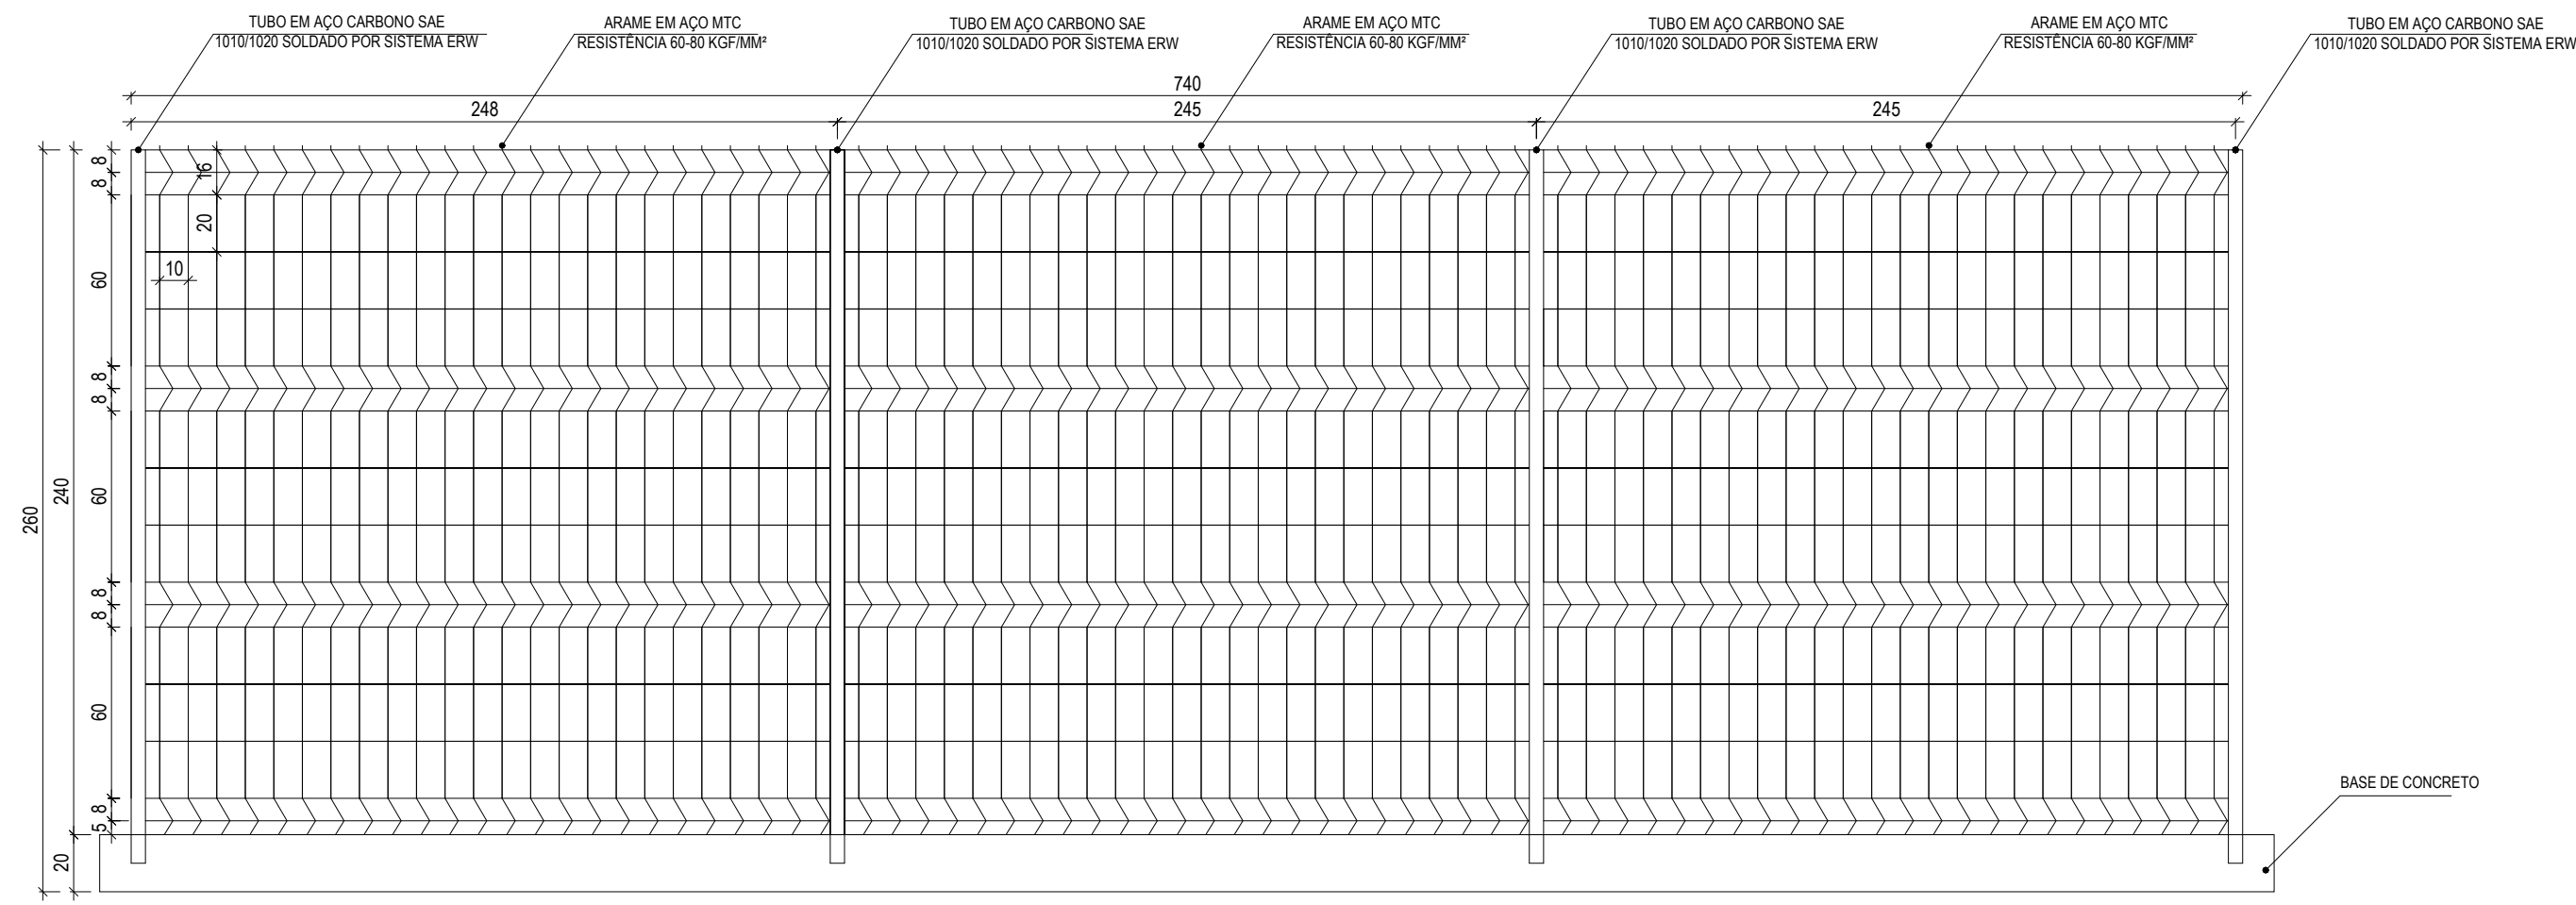 TUBO EM AÇO CARBONO SAE
1010/1020 SOLDADO POR SISTEMA ERW
ARAME EM AÇO MTC
RESISTÊNCIA 60-80 KGF/MM²
TUBO EM AÇO CARBONO SAE
1010/1020 SOLDADO POR SISTEMA ERW
ARAME EM AÇO MTC
RESISTÊNCIA 60-80 KGF/MM²
TUBO EM AÇO CARBONO SAE
1010/1020 SOLDADO POR SISTEMA ERW
ARAME EM AÇO MTC
RESISTÊNCIA 60-80 KGF/MM²
TUBO EM AÇO CARBONO SAE
1010/1020 SOLDADO POR SISTEMA ERW
740
248
245
245
8
8
16
20
10
60
8
8
60
240
260
8
8
60
8
5
20
BASE DE CONCRETO